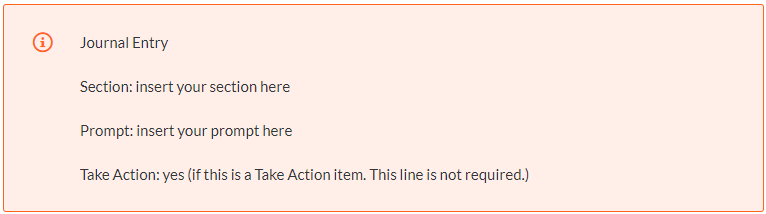 Journal Entry
Section: insert your section here
Prompt: insert your prompt here
Take Action: yes (if this is a Take Action item. This line is not required.)